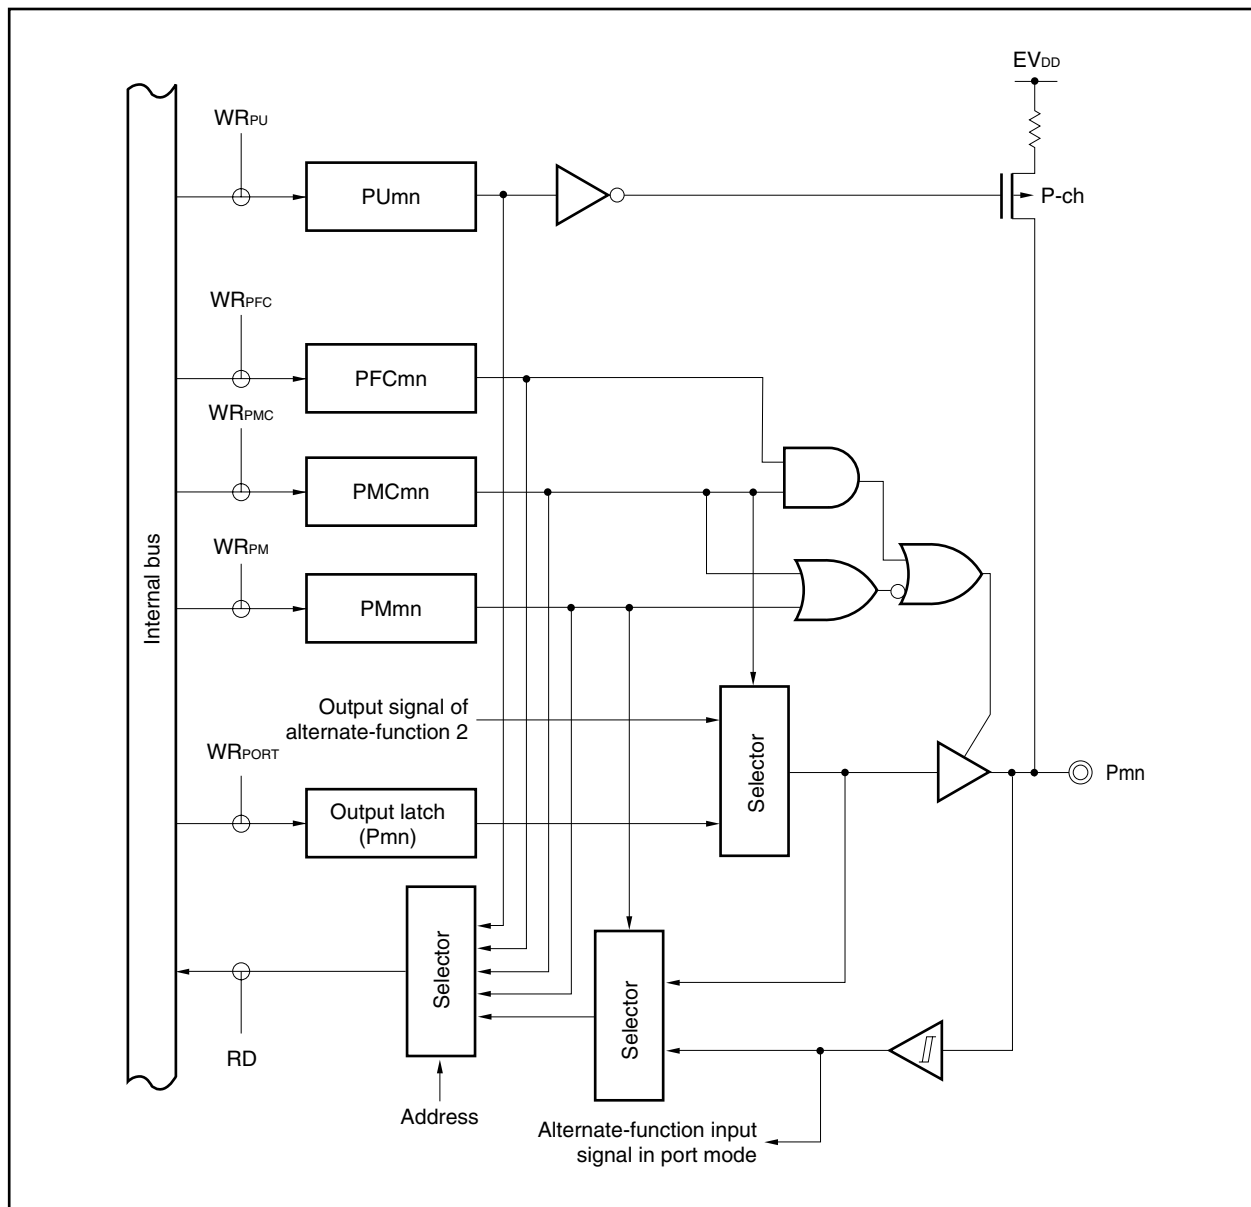 EVDD
WRPU
PUmn
P-ch
WRPFC
PFCmn
WRPMC
PMCmn
WRPM
PMmn
Internal bus
Output signal of
alternate-function 2
Selector
WRPORT
Output latch
(Pmn)
Pmn
Selector
Selector
RD
Address
Alternate-function input
signal in port mode